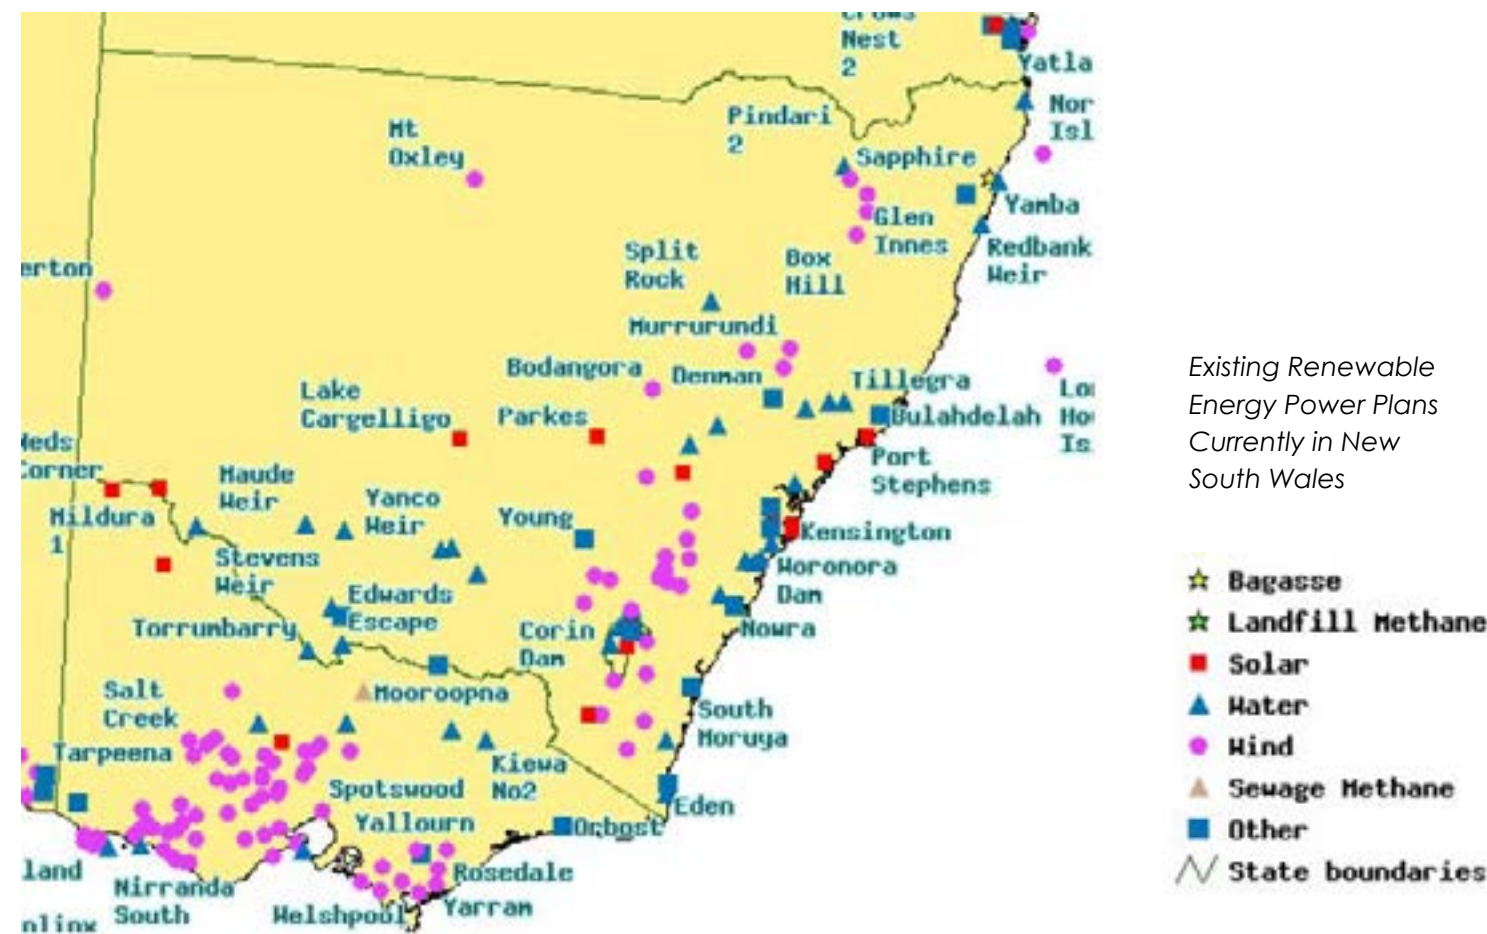 Nest
2
Yatla
Nor
Isl
Mt
Oxley
Pindari
2
Sapphire
Yamba
Glen
Innes
Redbank
Weir
Split
Rock
Box
Hill
erton
Murrurundi
Bodangora
Denman
Tillegra
Lake
Cargelligo
Parkes
Bulahdelah
Port
Stephens
Corner
Maude
Weir
Yanco
Weir
Mildura
1
Young
Kensington
Stevens
Weir
Woronora
Dam
Edwards
Escape
Torrumbarry
Corin
Dam
Nowra
Salt
Creek
Mooroopna
South
Moruya
Tarpeena
Kiewa
No2
Spotswood
Eden
Yallourn
Orbost
land
Nirranda
South
Rosedale
Welshpool
Yarram
Existing Renewable
Energy Power Plans
Currently in New
South Wales
Bagasse
Landfill Methane
Solar
Water
Wind
Sewage Methane
Other
State boundaries